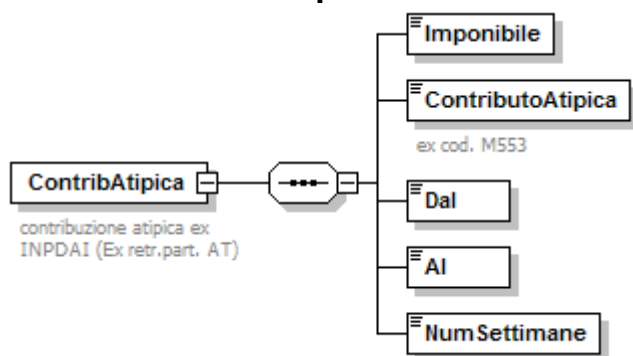 Imponibile
ContributoAtipica
ex cod. M553
ContribAtipica
contribuzione atipica ex
INPDAI (Ex retr.part. AT)
Dal
Al
NumSettimane